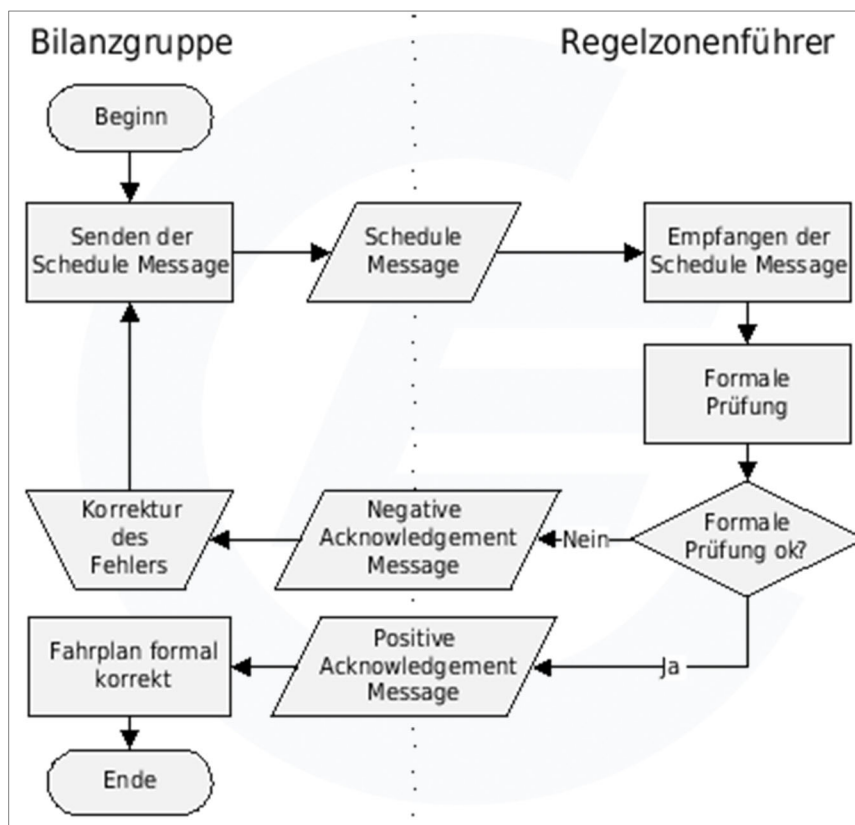 Bilanzgruppe
Regelzonenführer
Beginn
Senden der
Schedule Message
Schedule
Message
Empfangen der
Schedule Message
Formale
Prüfung
Korrektur
des
Fehlers
Negative
Acknowledgement
Message
Nein
Formale
Prüfung ok?
Fahrplan formal
korrekt
Positive
Acknowledgement
Message
Ja
Ende